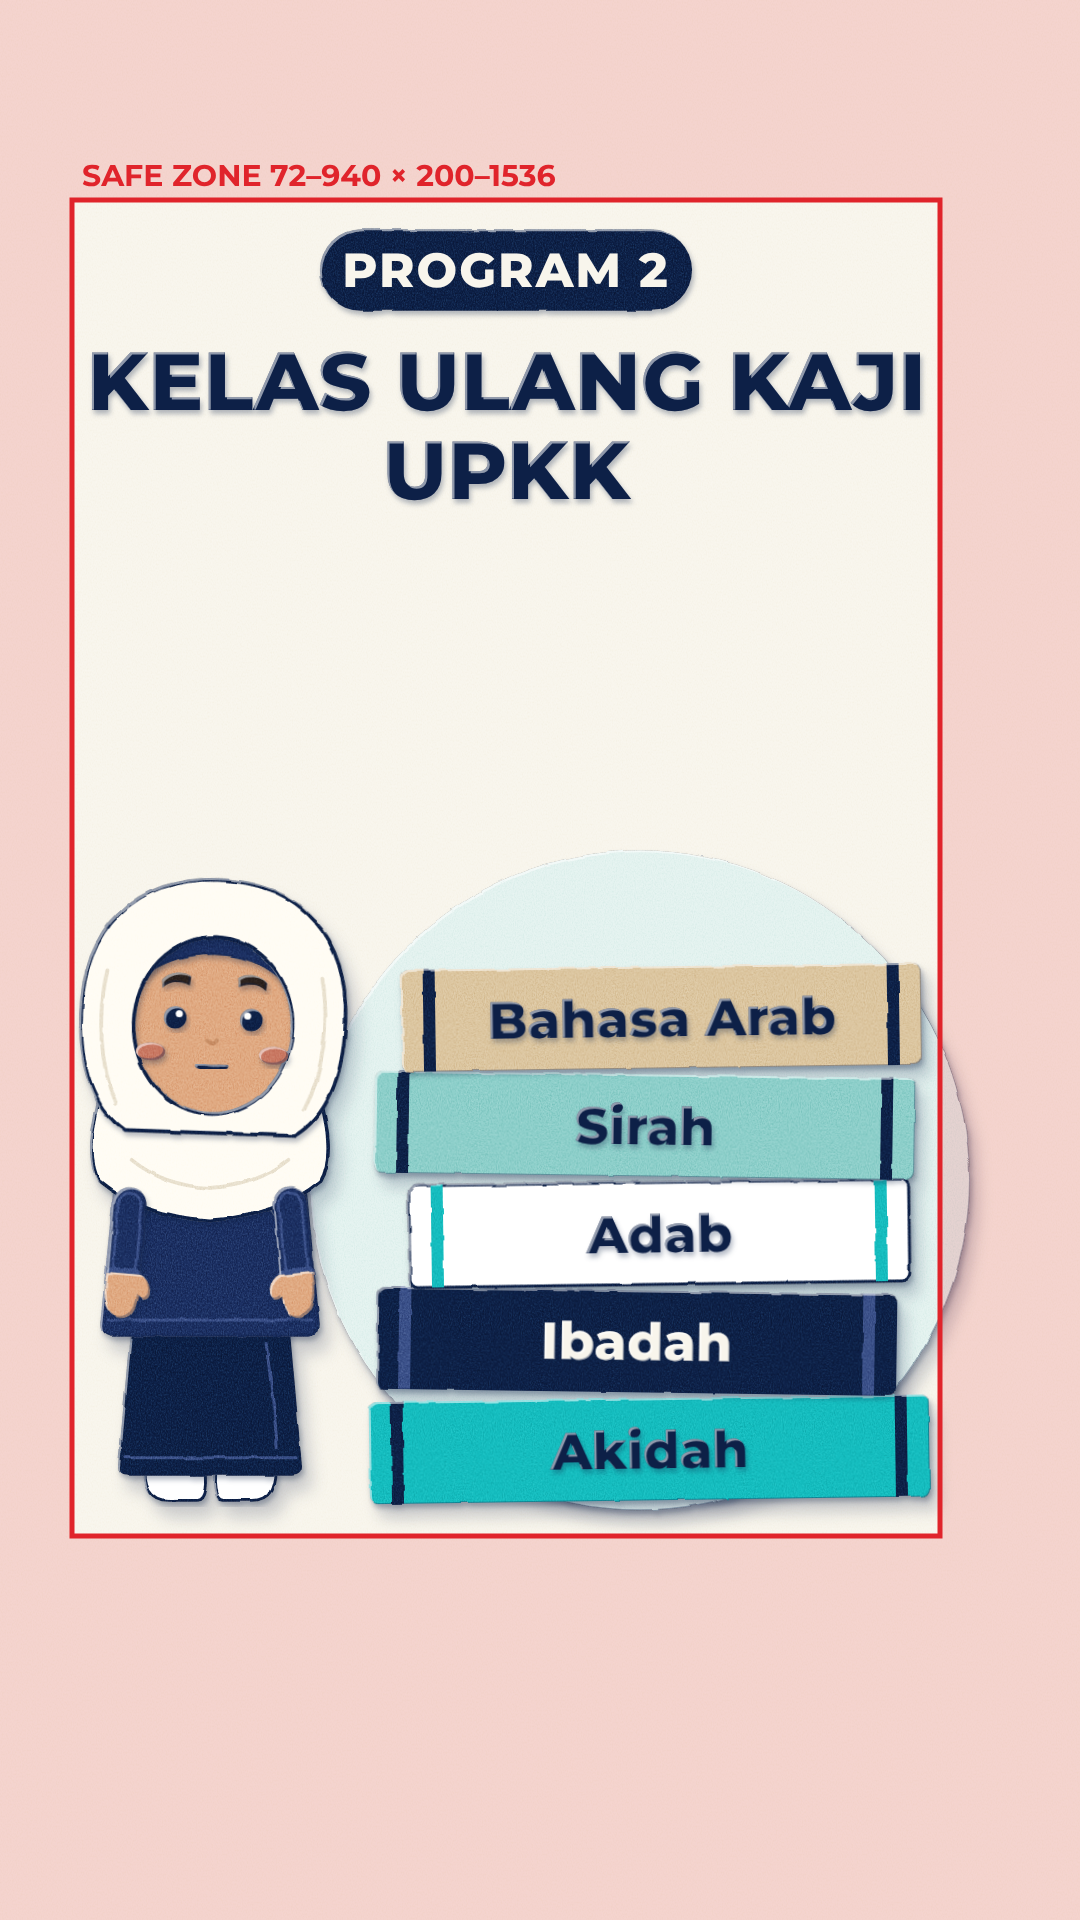 SAFE ZONE 72–940 × 200–1536
PROGRAM 2
KELAS ULANG KAJI
UPKK
Bahasa Arab
Sirah
Adab
Ibadah
Akidah